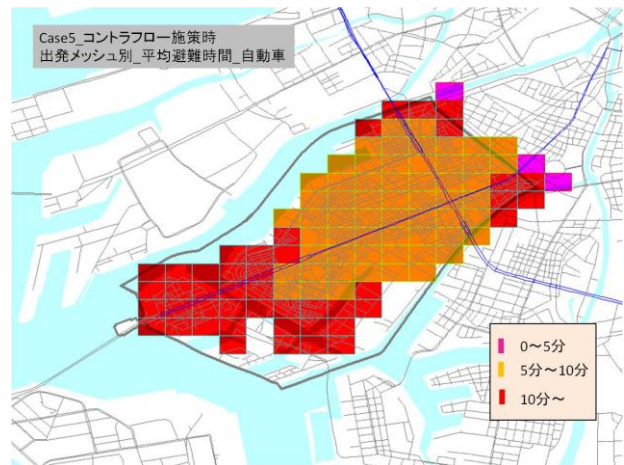 Case5_コントラフロー施策時
出発メッシュ別_平均避難時間_自動車
0～5分
5分～10分
10分～